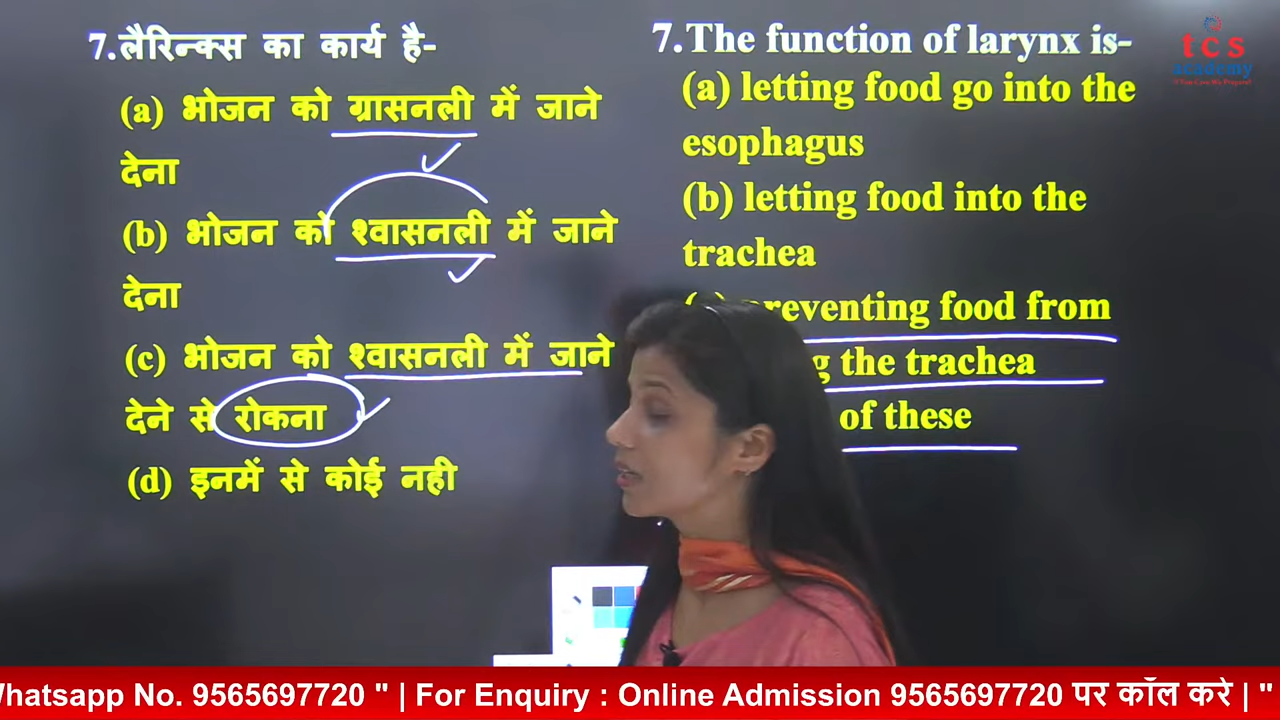 7.लैरिन्क्स का कार्य है-
(a) भोजन को ग्रासनली में जाने
देना
(b) भोजन को श्वासनली में जाने
देना
(c) भोजन को श्वासनली में जाने
देने से रोकना
(d) इनमें से कोई नही
7.The function of larynx is-
(a) letting food go into the
esophagus
(b) letting food into the
trachea
preventing food from
the trachea
of these
tcs
academy
Whatsapp No. 9565697720 " | For Enquiry : Online Admission 9565697720 पर कॉल करे | "